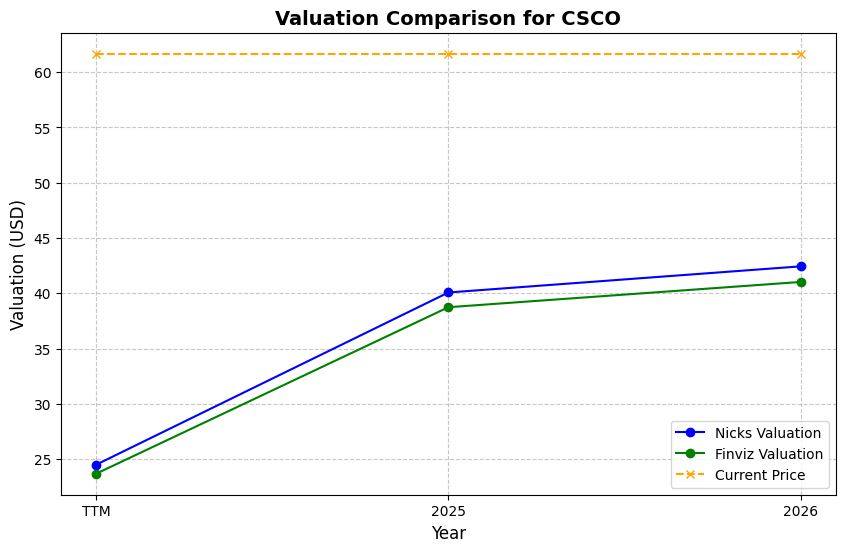 Valuation Comparison for CSCO
Valuation (USD)
60
55
50
45
40
35
30
25
TTM
2025
2026
Year
Nicks Valuation
Finviz Valuation
Current Price